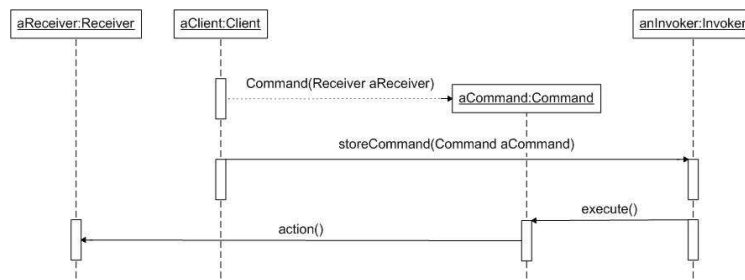 aReceiver:Receiver
aClient:Client
anInvoker:Invoker
Command(Receiver aReceiver)
aCommand:Command
storeCommand(Command aCommand)
execute()
action()